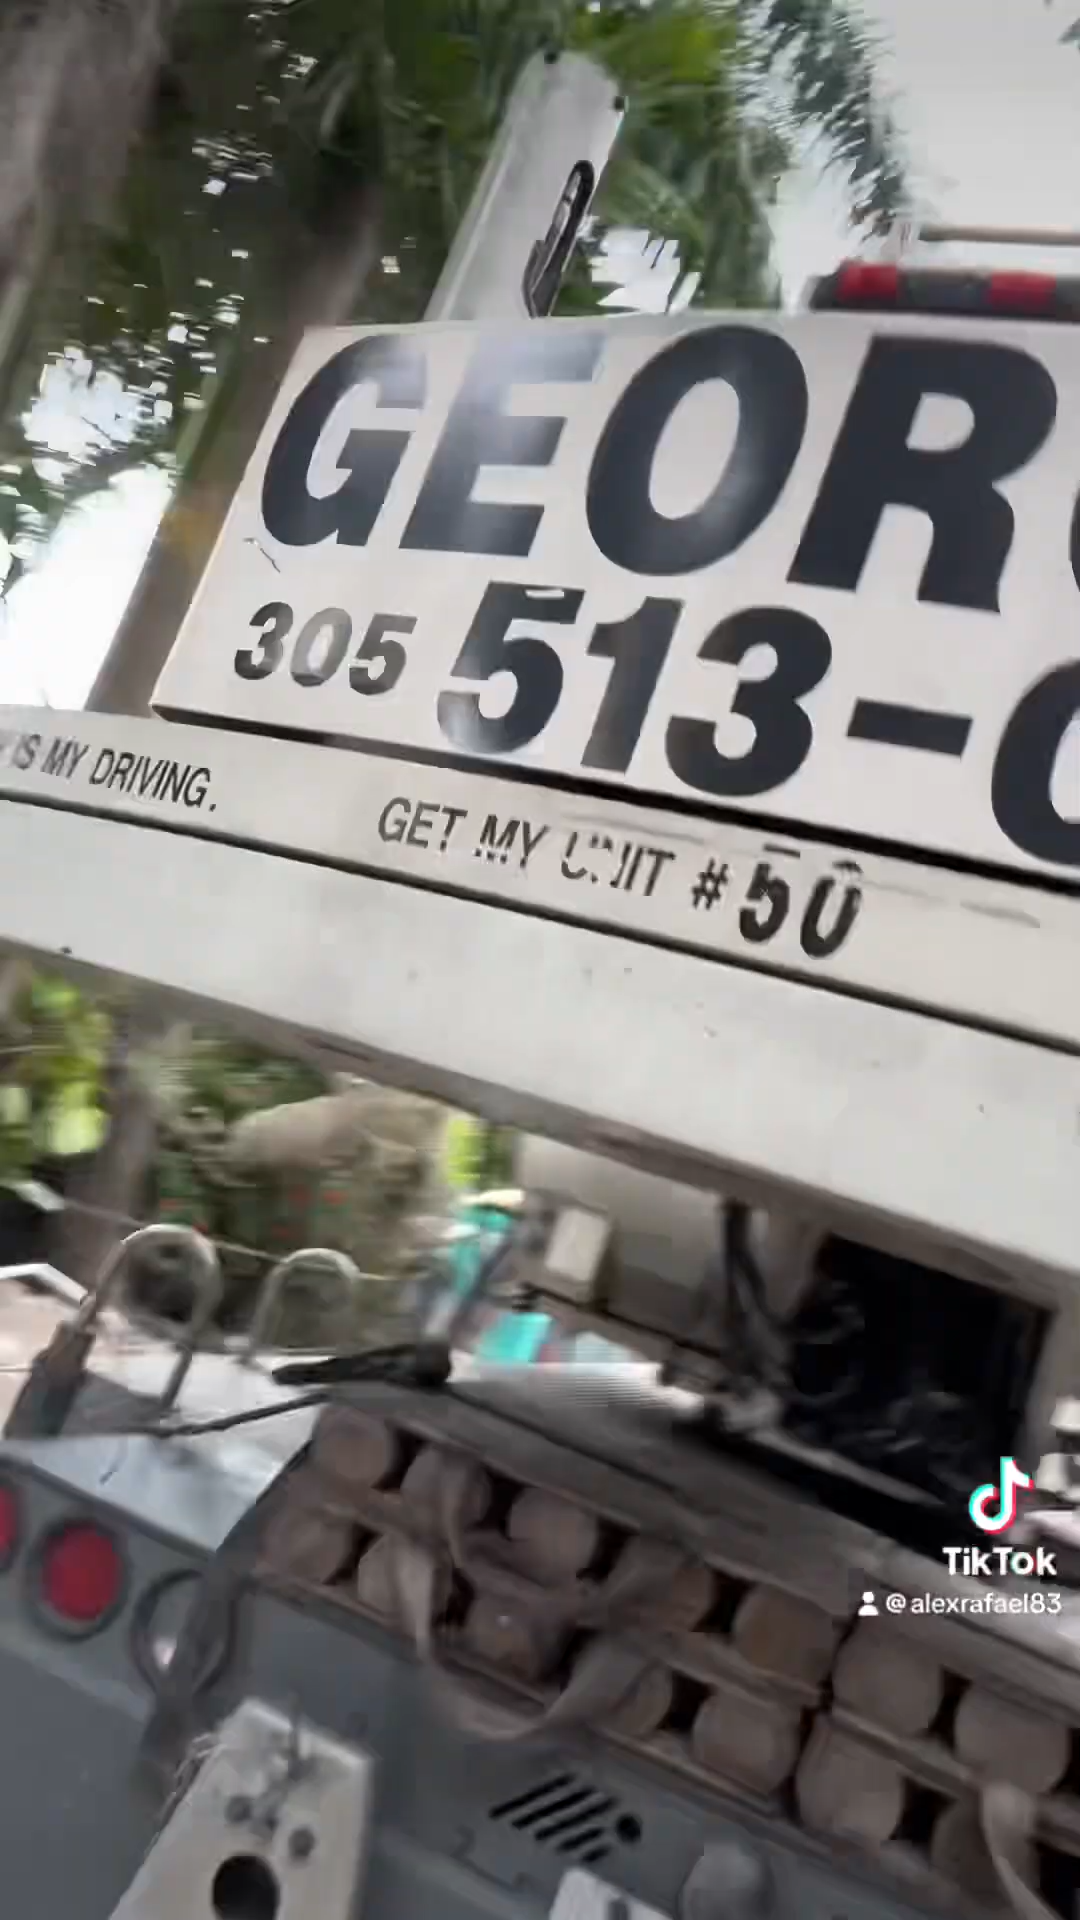 GEOR
305 513-
IS MY DRIVING.
GET MY UNIT #50
TikTok
@alexrafael83